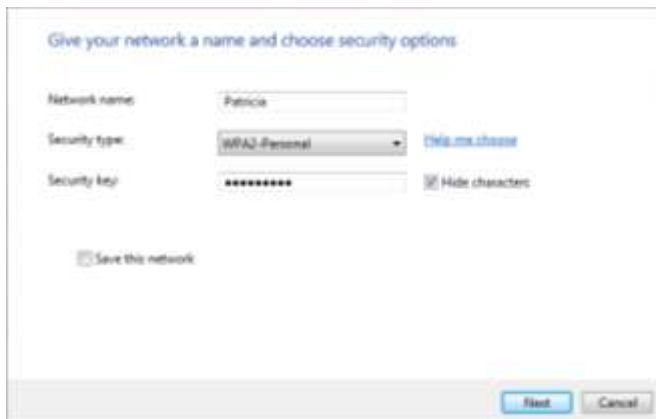 Give your network a name and choose security options
Network name: Patricia
Security type: WPA2-Personal Help me choose
Security key: ●●●●●●●●● Hide characters
Save this network
Next Cancel